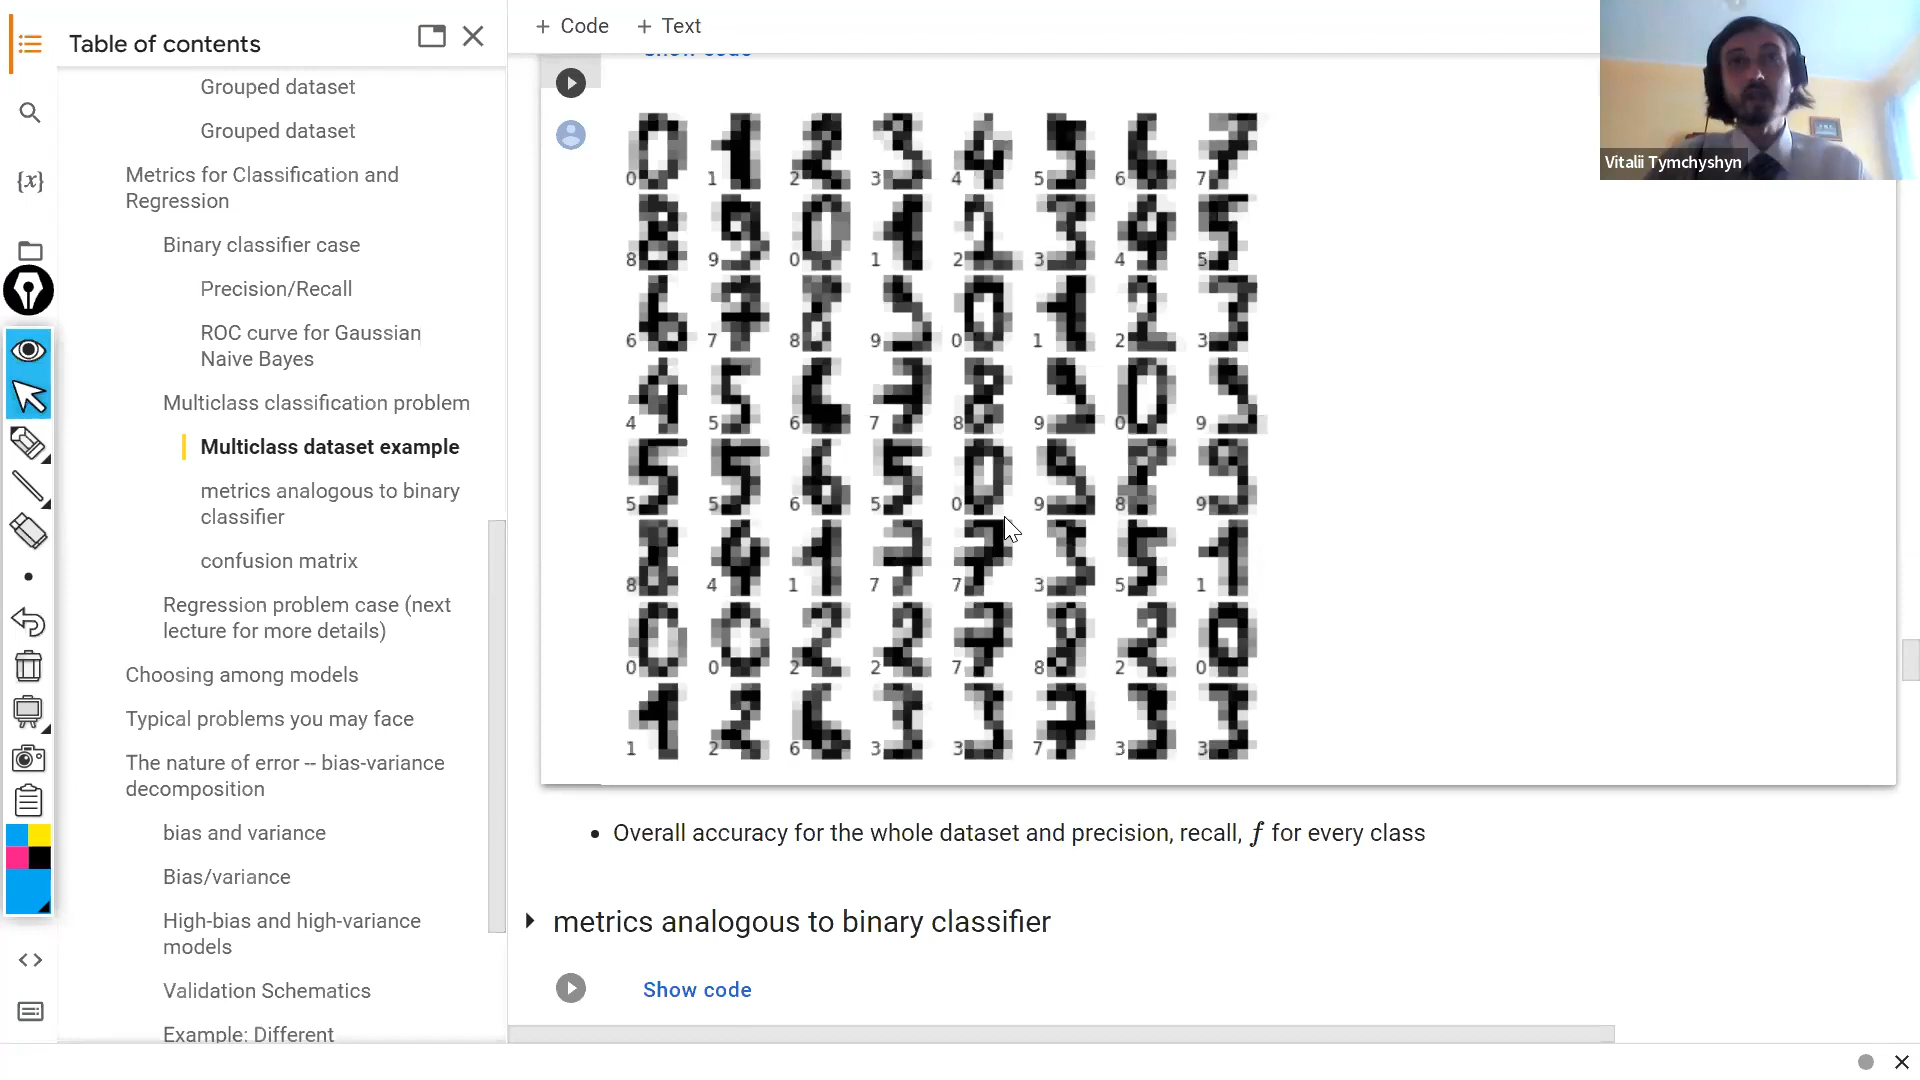 Table of contents
Grouped dataset
Grouped dataset
Metrics for Classification and
Regression
Binary classifier case
Precision/Recall
ROC curve for Gaussian
Naive Bayes
Multiclass classification problem
Multiclass dataset example
metrics analogous to binary
classifier
confusion matrix
Regression problem case (next
lecture for more details)
Choosing among models
Typical problems you may face
The nature of error -- bias-variance
decomposition
bias and variance
Bias/variance
High-bias and high-variance
models
Validation Schematics
Example: Different
{x}
<>
+ Code + Text
Show code
0 1 2 3 4 5 6 7
8 9 0 1 2 3 4 5
6 7 8 9 0 1 2 3
4 5 6 7 8 9 0 9
5 5 6 5 0 9 8 9
8 4 1 7 7 3 5 1
0 0 2 2 7 8 2 0
1 2 6 3 3 7 3 3
• Overall accuracy for the whole dataset and precision, recall, f for every class
metrics analogous to binary classifier
Show code
Vitalii Tymchyshyn